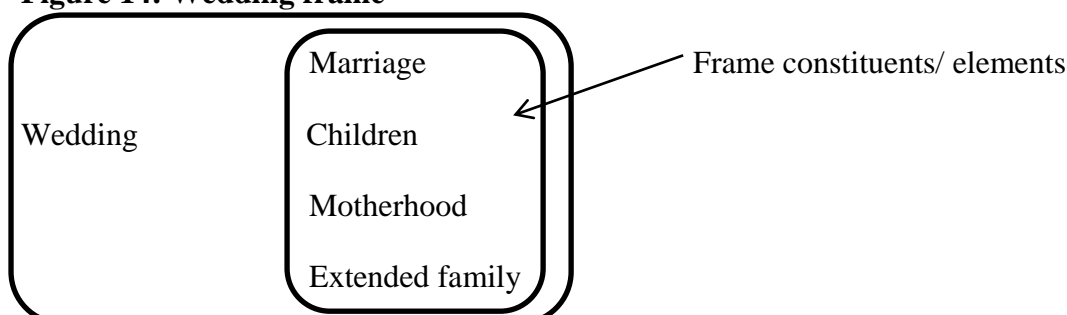 Figure 14: Wedding frame
Marriage
Frame constituents/ elements
Wedding
Children
Motherhood
Extended family